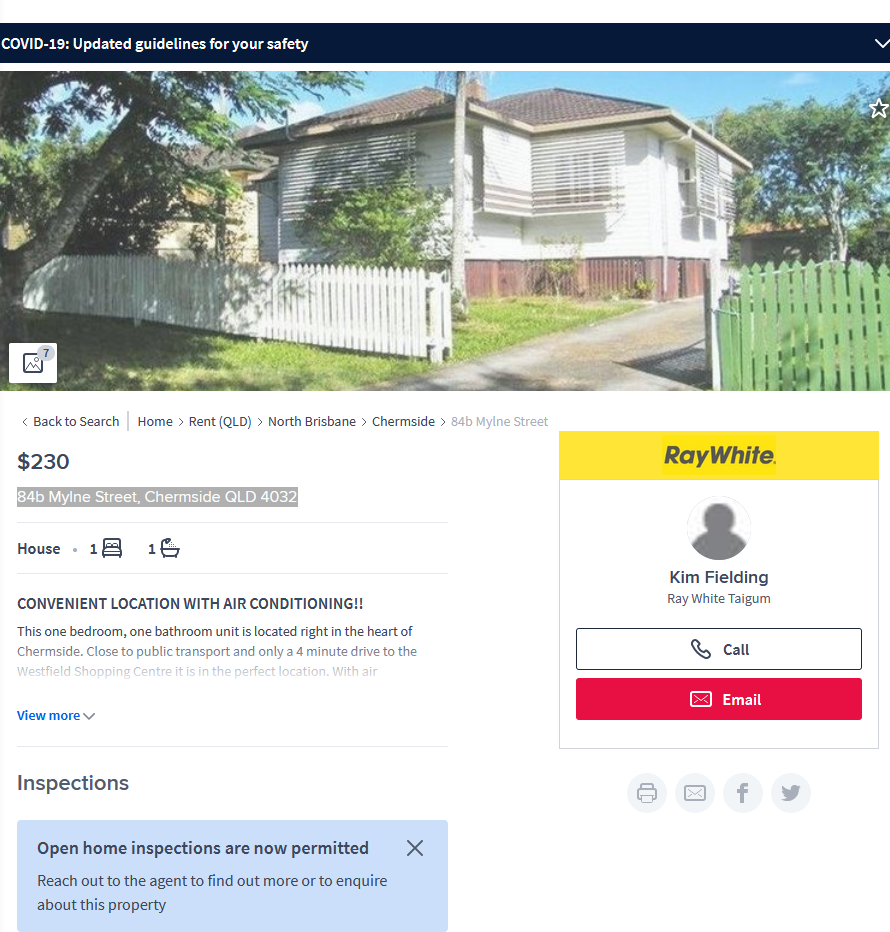 COVID-19: Updated guidelines for your safety
7
Back to Search
Home > Rent (QLD) > North Brisbane > Chermside > 84b Mylne Street
$230
84b Mylne Street, Chermside QLD 4032
House • 1 1
CONVENIENT LOCATION WITH AIR CONDITIONING!!
This one bedroom, one bathroom unit is located right in the heart of
Chermside. Close to public transport and only a 4 minute drive to the
Westfield Shopping Centre it is in the perfect location. With air
View more
Inspections
Open home inspections are now permitted
Reach out to the agent to find out more or to enquire
about this property
RayWhite.
Kim Fielding
Ray White Taigum
Call
Email